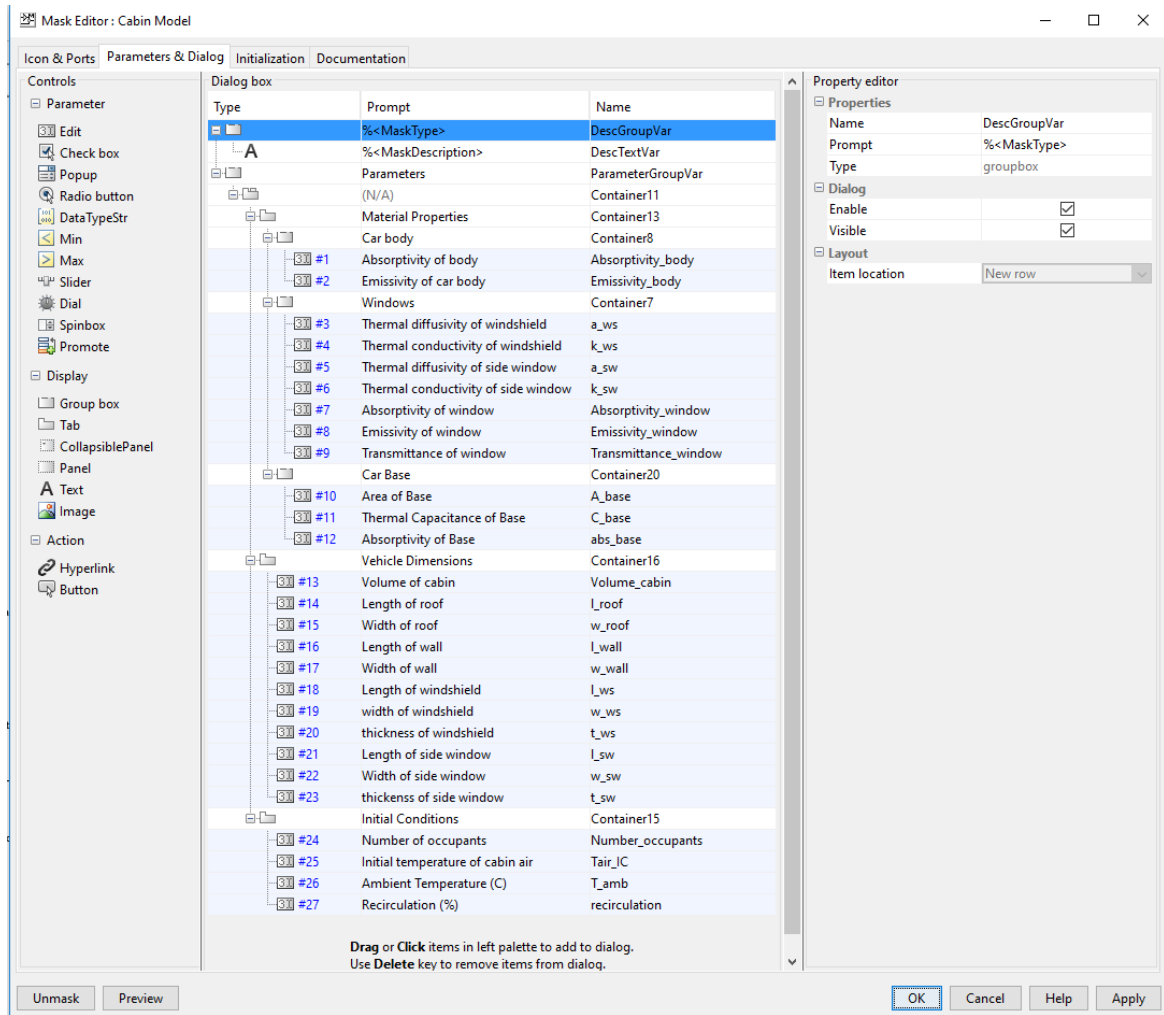 Mask Editor : Cabin Model
Icon & Ports Parameters & Dialog Initialization Documentation
Controls
Parameter
Edit
Check box
Popup
Radio button
DataTypeStr
Min
Max
Slider
Dial
Spinbox
Promote
Display
Group box
Tab
CollapsiblePanel
Panel
Text
Image
Action
Hyperlink
Button
Dialog box
Type Prompt Name
%<MaskType> DescGroupVar
A %<MaskDescription> DescTextVar
Parameters ParameterGroupVar
(N/A) Container11
Material Properties Container13
Car body Container8
#1 Absorptivity of body Absorptivity_body
#2 Emissivity of car body Emissivity_body
Windows Container7
#3 Thermal diffusivity of windshield a_ws
#4 Thermal conductivity of windshield k_ws
#5 Thermal diffusivity of side window a_sw
#6 Thermal conductivity of side window k_sw
#7 Absorptivity of window Absorptivity_window
#8 Emissivity of window Emissivity_window
#9 Transmittance of window Transmittance_window
Car Base Container20
#10 Area of Base A_base
#11 Thermal Capacitance of Base C_base
#12 Absorptivity of Base abs_base
Vehicle Dimensions Container16
#13 Volume of cabin Volume_cabin
#14 Length of roof l_roof
#15 Width of roof w_roof
#16 Length of wall l_wall
#17 Width of wall w_wall
#18 Length of windshield l_ws
#19 width of windshield w_ws
#20 thickness of windshield t_ws
#21 Length of side window l_sw
#22 Width of side window w_sw
#23 thickenss of side window t_sw
Initial Conditions Container15
#24 Number of occupants Number_occupants
#25 Initial temperature of cabin air Tair_IC
#26 Ambient Temperature (C) T_amb
#27 Recirculation (%) recirculation
Drag or Click items in left palette to add to dialog.
Use Delete key to remove items from dialog.
Property editor
Properties
Name DescGroupVar
Prompt %<MaskType>
Type groupbox
Dialog
Enable
Visible
Layout
Item location New row
Unmask Preview OK Cancel Help Apply